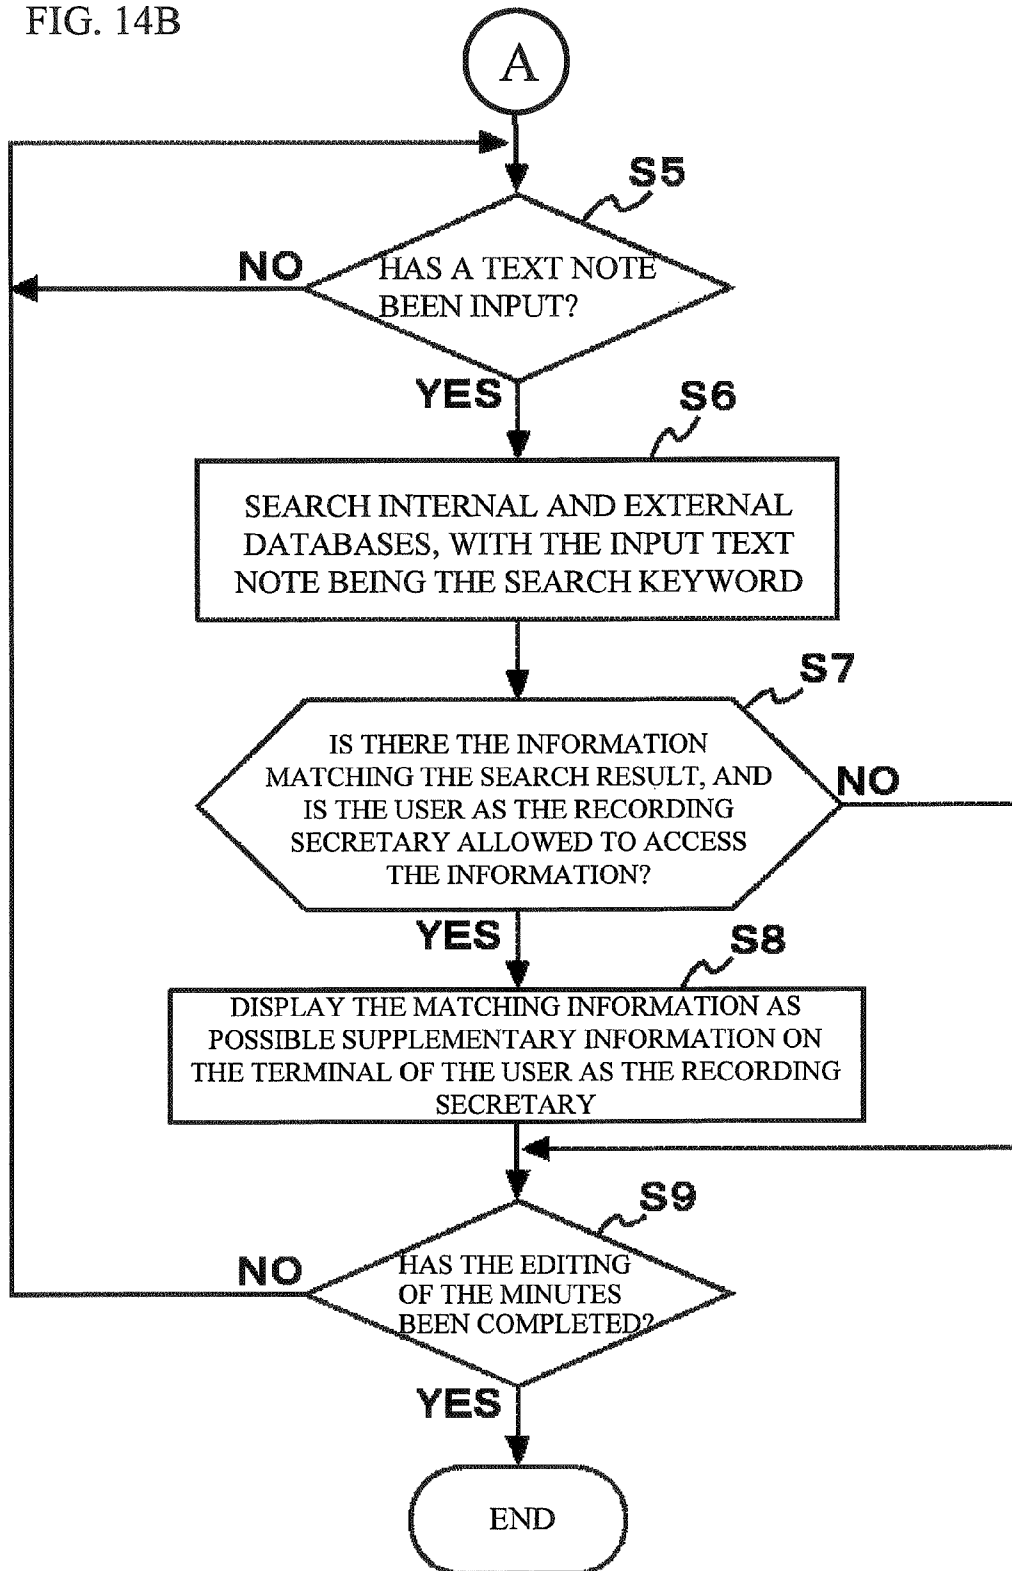 FIG. 14B
A
S5
NO
HAS A TEXT NOTE
BEEN INPUT?
YES
S6
SEARCH INTERNAL AND EXTERNAL
DATABASES, WITH THE INPUT TEXT
NOTE BEING THE SEARCH KEYWORD
S7
IS THERE THE INFORMATION
MATCHING THE SEARCH RESULT, AND
IS THE USER AS THE RECORDING
SECRETARY ALLOWED TO ACCESS
THE INFORMATION?
NO
YES
S8
DISPLAY THE MATCHING INFORMATION AS
POSSIBLE SUPPLEMENTARY INFORMATION ON
THE TERMINAL OF THE USER AS THE RECORDING
SECRETARY
S9
NO
HAS THE EDITING
OF THE MINUTES
BEEN COMPLETED?
YES
END